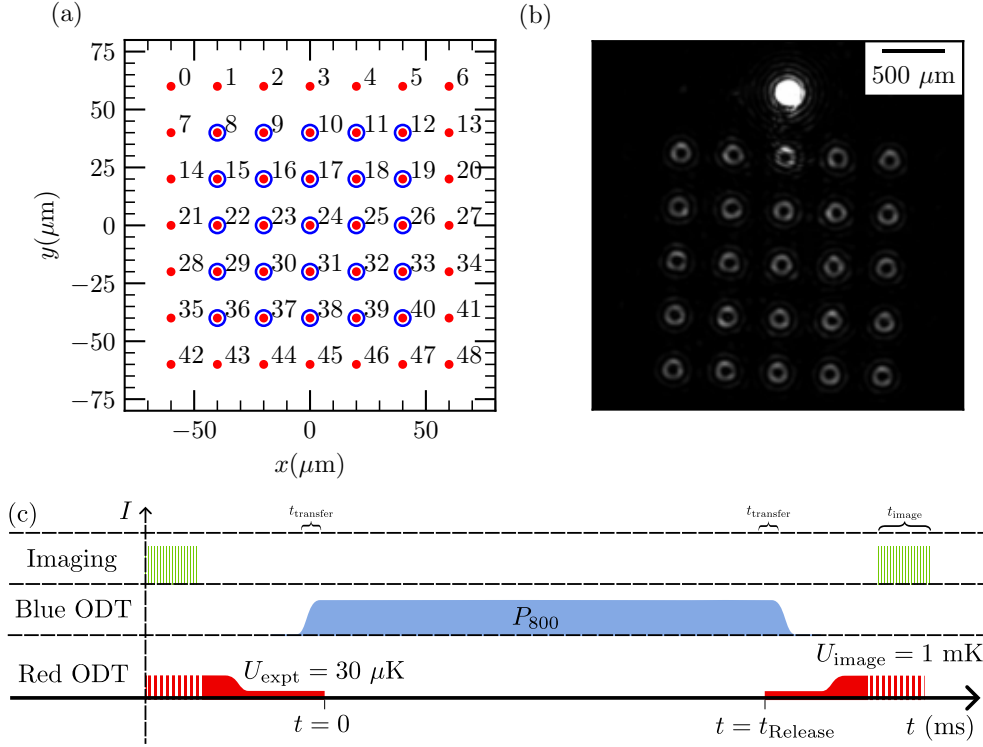 (a)
75
50
25
0
−25
−50
−75
y(μm)
0 1 2 3 4 5 6
7 8 9 10 11 12 13
14 15 16 17 18 19 20
21 22 23 24 25 26 27
28 29 30 31 32 33 34
35 36 37 38 39 40 41
42 43 44 45 46 47 48
−50 0 50
x(μm)
(b)
500 μm
(c)
I
t_transfer t_transfer t_image
Imaging
Blue ODT
P_800
Red ODT
U_expt = 30 μK
U_image = 1 mK
t = 0
t = t_Release
t (ms)